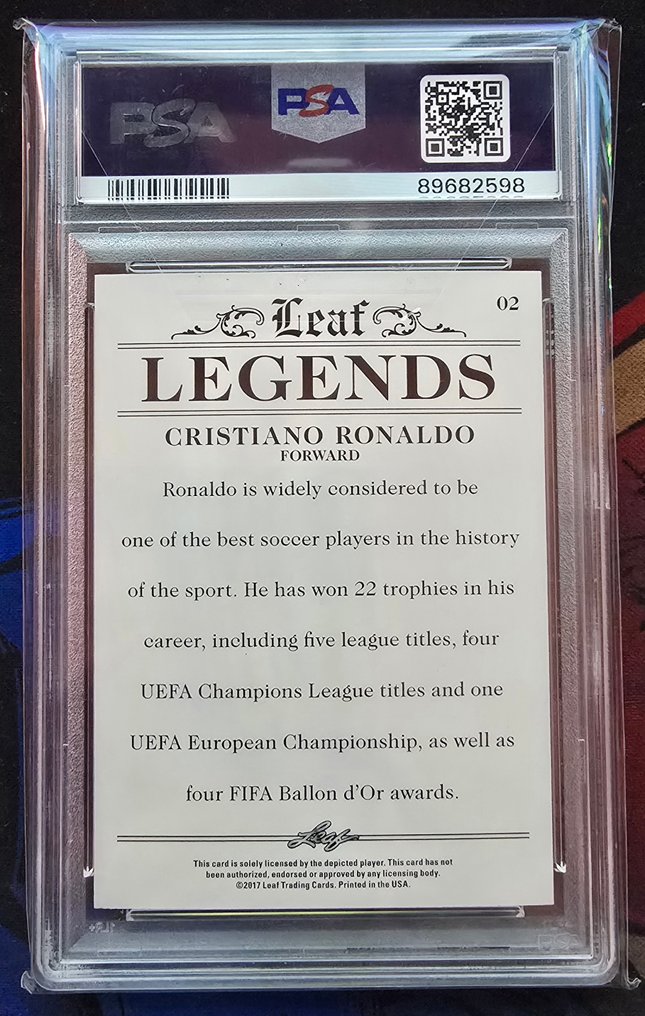 PSA PSA
89682598
02
Leaf
LEGENDS
CRISTIANO RONALDO
FORWARD
Ronaldo is widely considered to be
one of the best soccer players in the history
of the sport. He has won 22 trophies in his
career, including five league titles, four
UEFA Champions League titles and one
UEFA European Championship, as well as
four FIFA Ballon d'Or awards.
Leaf
This card is solely licensed by the depicted player. This card has not
been authorized, endorsed or approved by any licensing body.
©2017 Leaf Trading Cards. Printed in the USA.